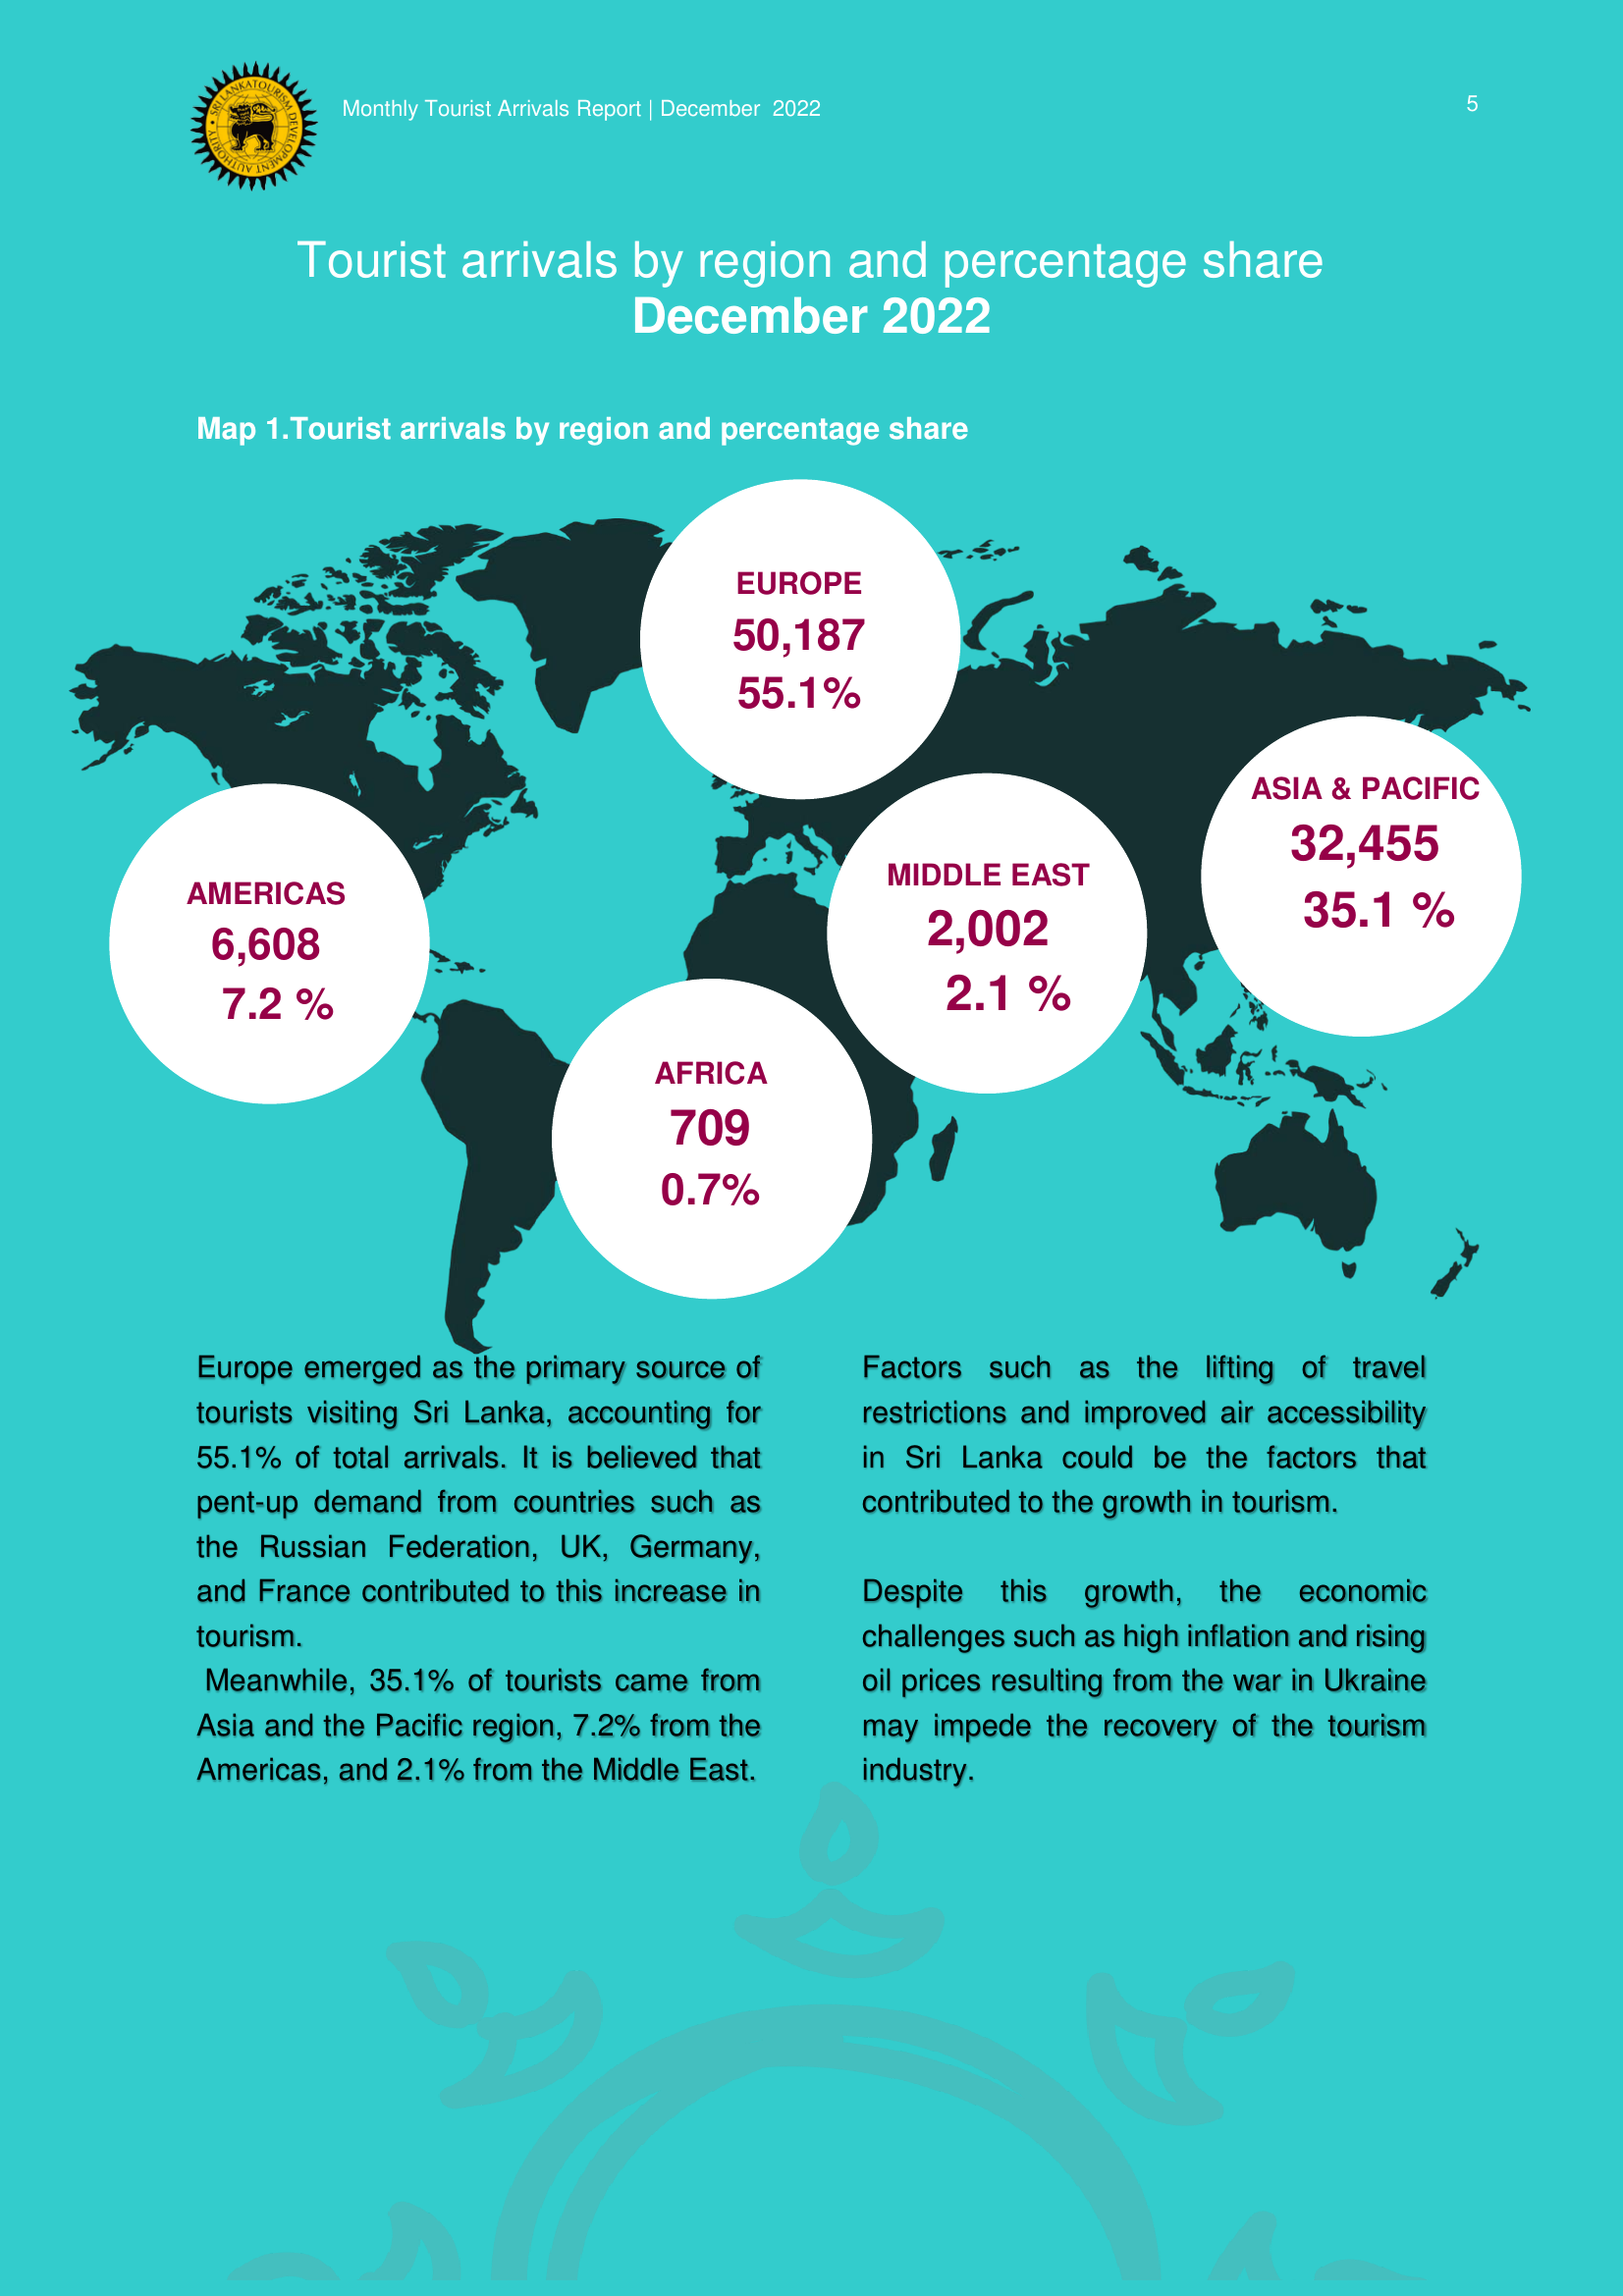 SRI LANKA TOURISM DEVELOPMENT AUTHORITY
Monthly Tourist Arrivals Report | December 2022
5
Tourist arrivals by region and percentage share
December 2022
Map 1.Tourist arrivals by region and percentage share
EUROPE
50,187
55.1%
ASIA & PACIFIC
32,455
35.1 %
MIDDLE EAST
2,002
2.1 %
AMERICAS
6,608
7.2 %
AFRICA
709
0.7%
Europe emerged as the primary source of
tourists visiting Sri Lanka, accounting for
55.1% of total arrivals. It is believed that
pent-up demand from countries such as
the Russian Federation, UK, Germany,
and France contributed to this increase in
tourism.
Meanwhile, 35.1% of tourists came from
Asia and the Pacific region, 7.2% from the
Americas, and 2.1% from the Middle East.
Factors such as the lifting of travel
restrictions and improved air accessibility
in Sri Lanka could be the factors that
contributed to the growth in tourism.
Despite this growth, the economic
challenges such as high inflation and rising
oil prices resulting from the war in Ukraine
may impede the recovery of the tourism
industry.